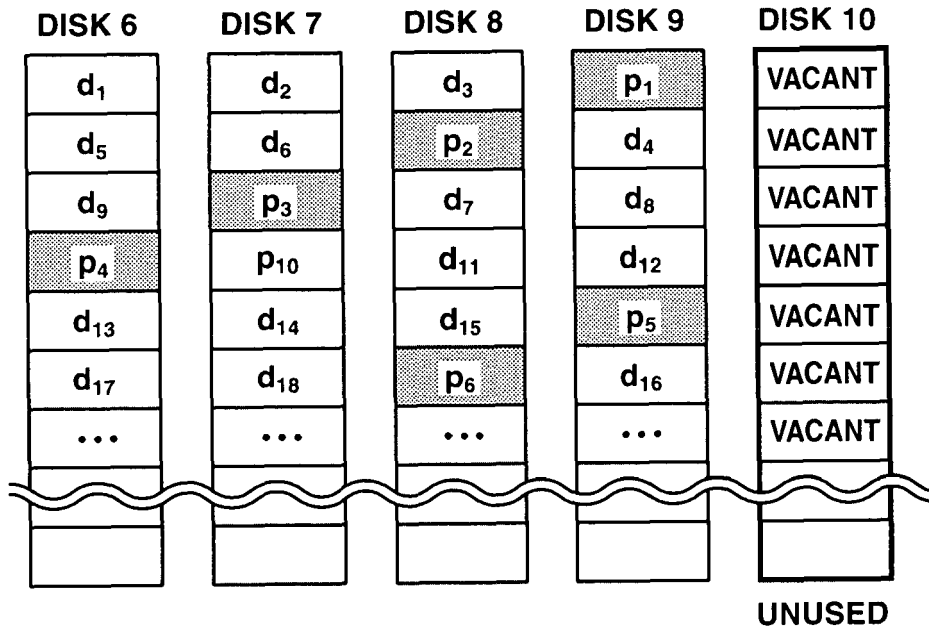 DISK 6 DISK 7 DISK 8 DISK 9 DISK 10
d₁ d₂ d₃ p₁ VACANT
d₅ d₆ p₂ d₄ VACANT
d₉ p₃ d₇ d₈ VACANT
p₄ p₁₀ d₁₁ d₁₂ VACANT
d₁₃ d₁₄ d₁₅ p₅ VACANT
d₁₇ d₁₈ p₆ d₁₆ VACANT
... ... ... ... VACANT
UNUSED